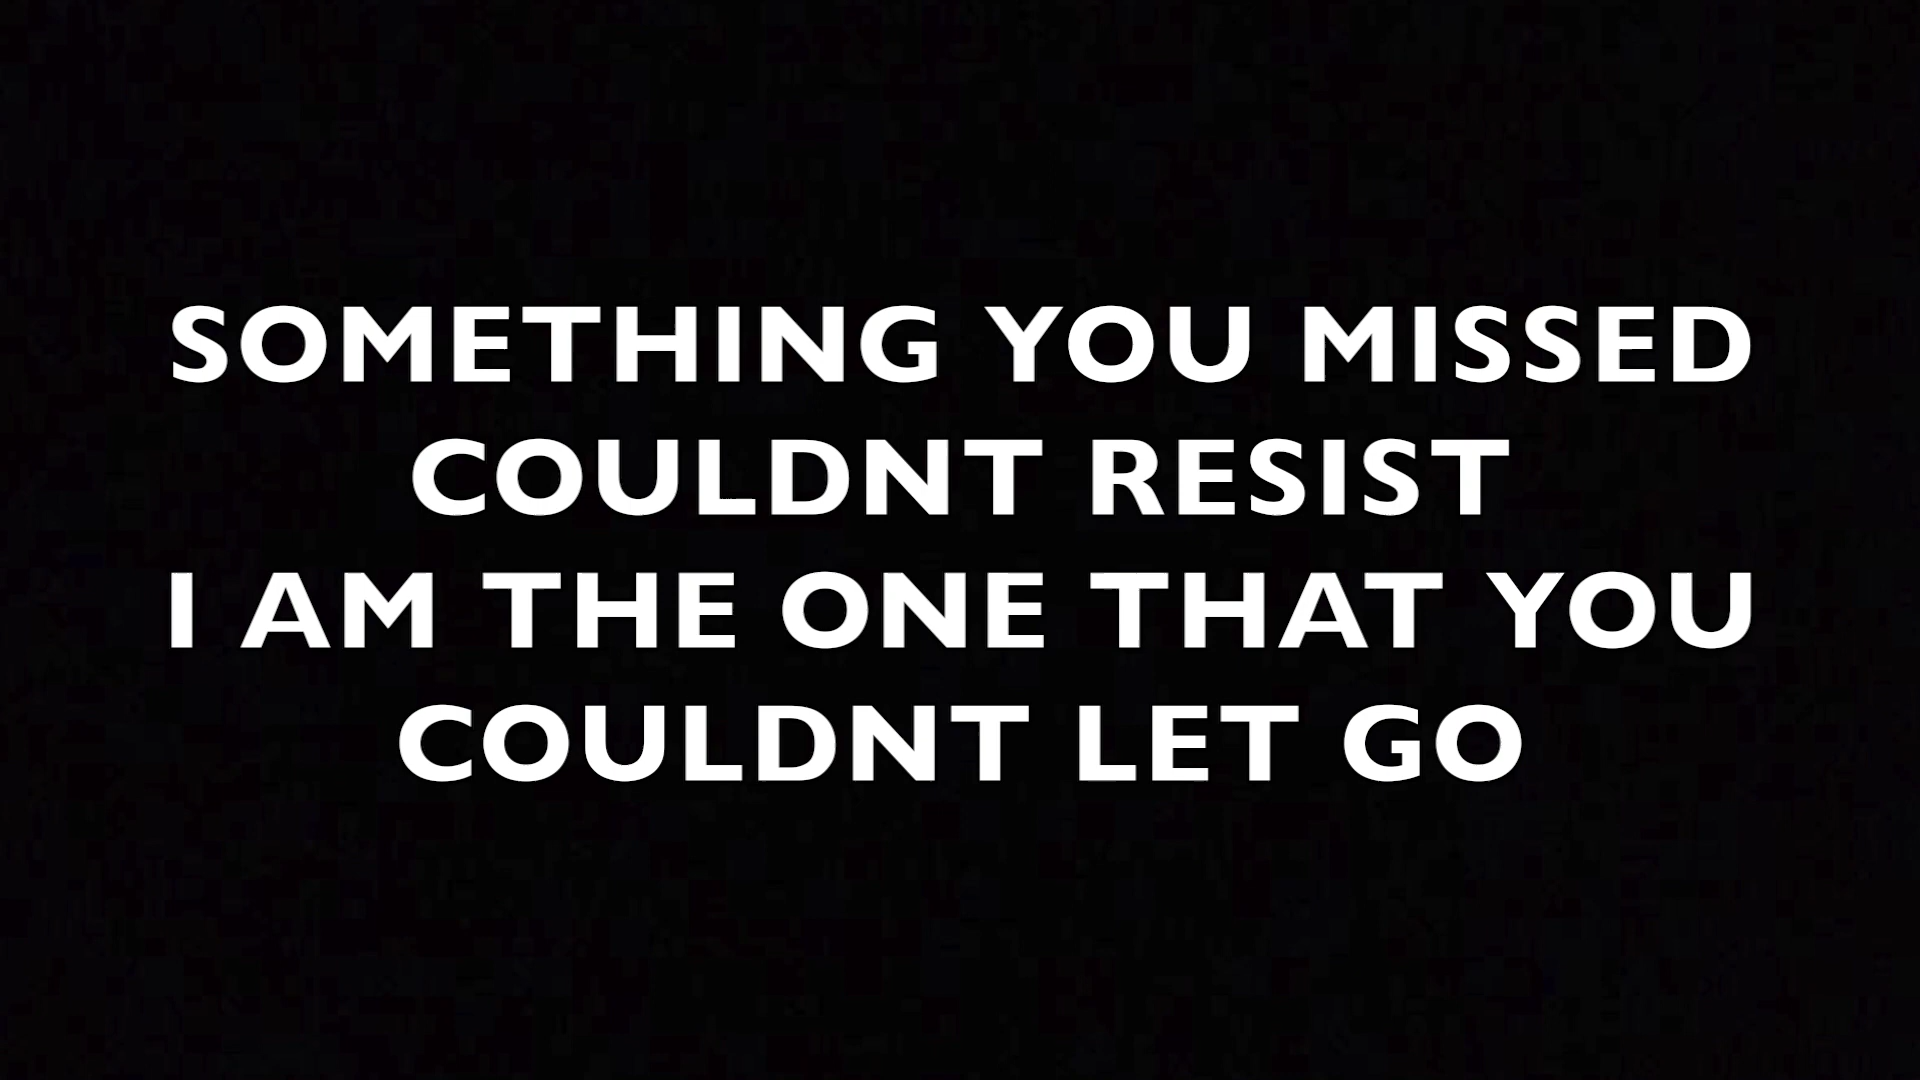 SOMETHING YOU MISSED
COULDNT RESIST
I AM THE ONE THAT YOU
COULDNT LET GO